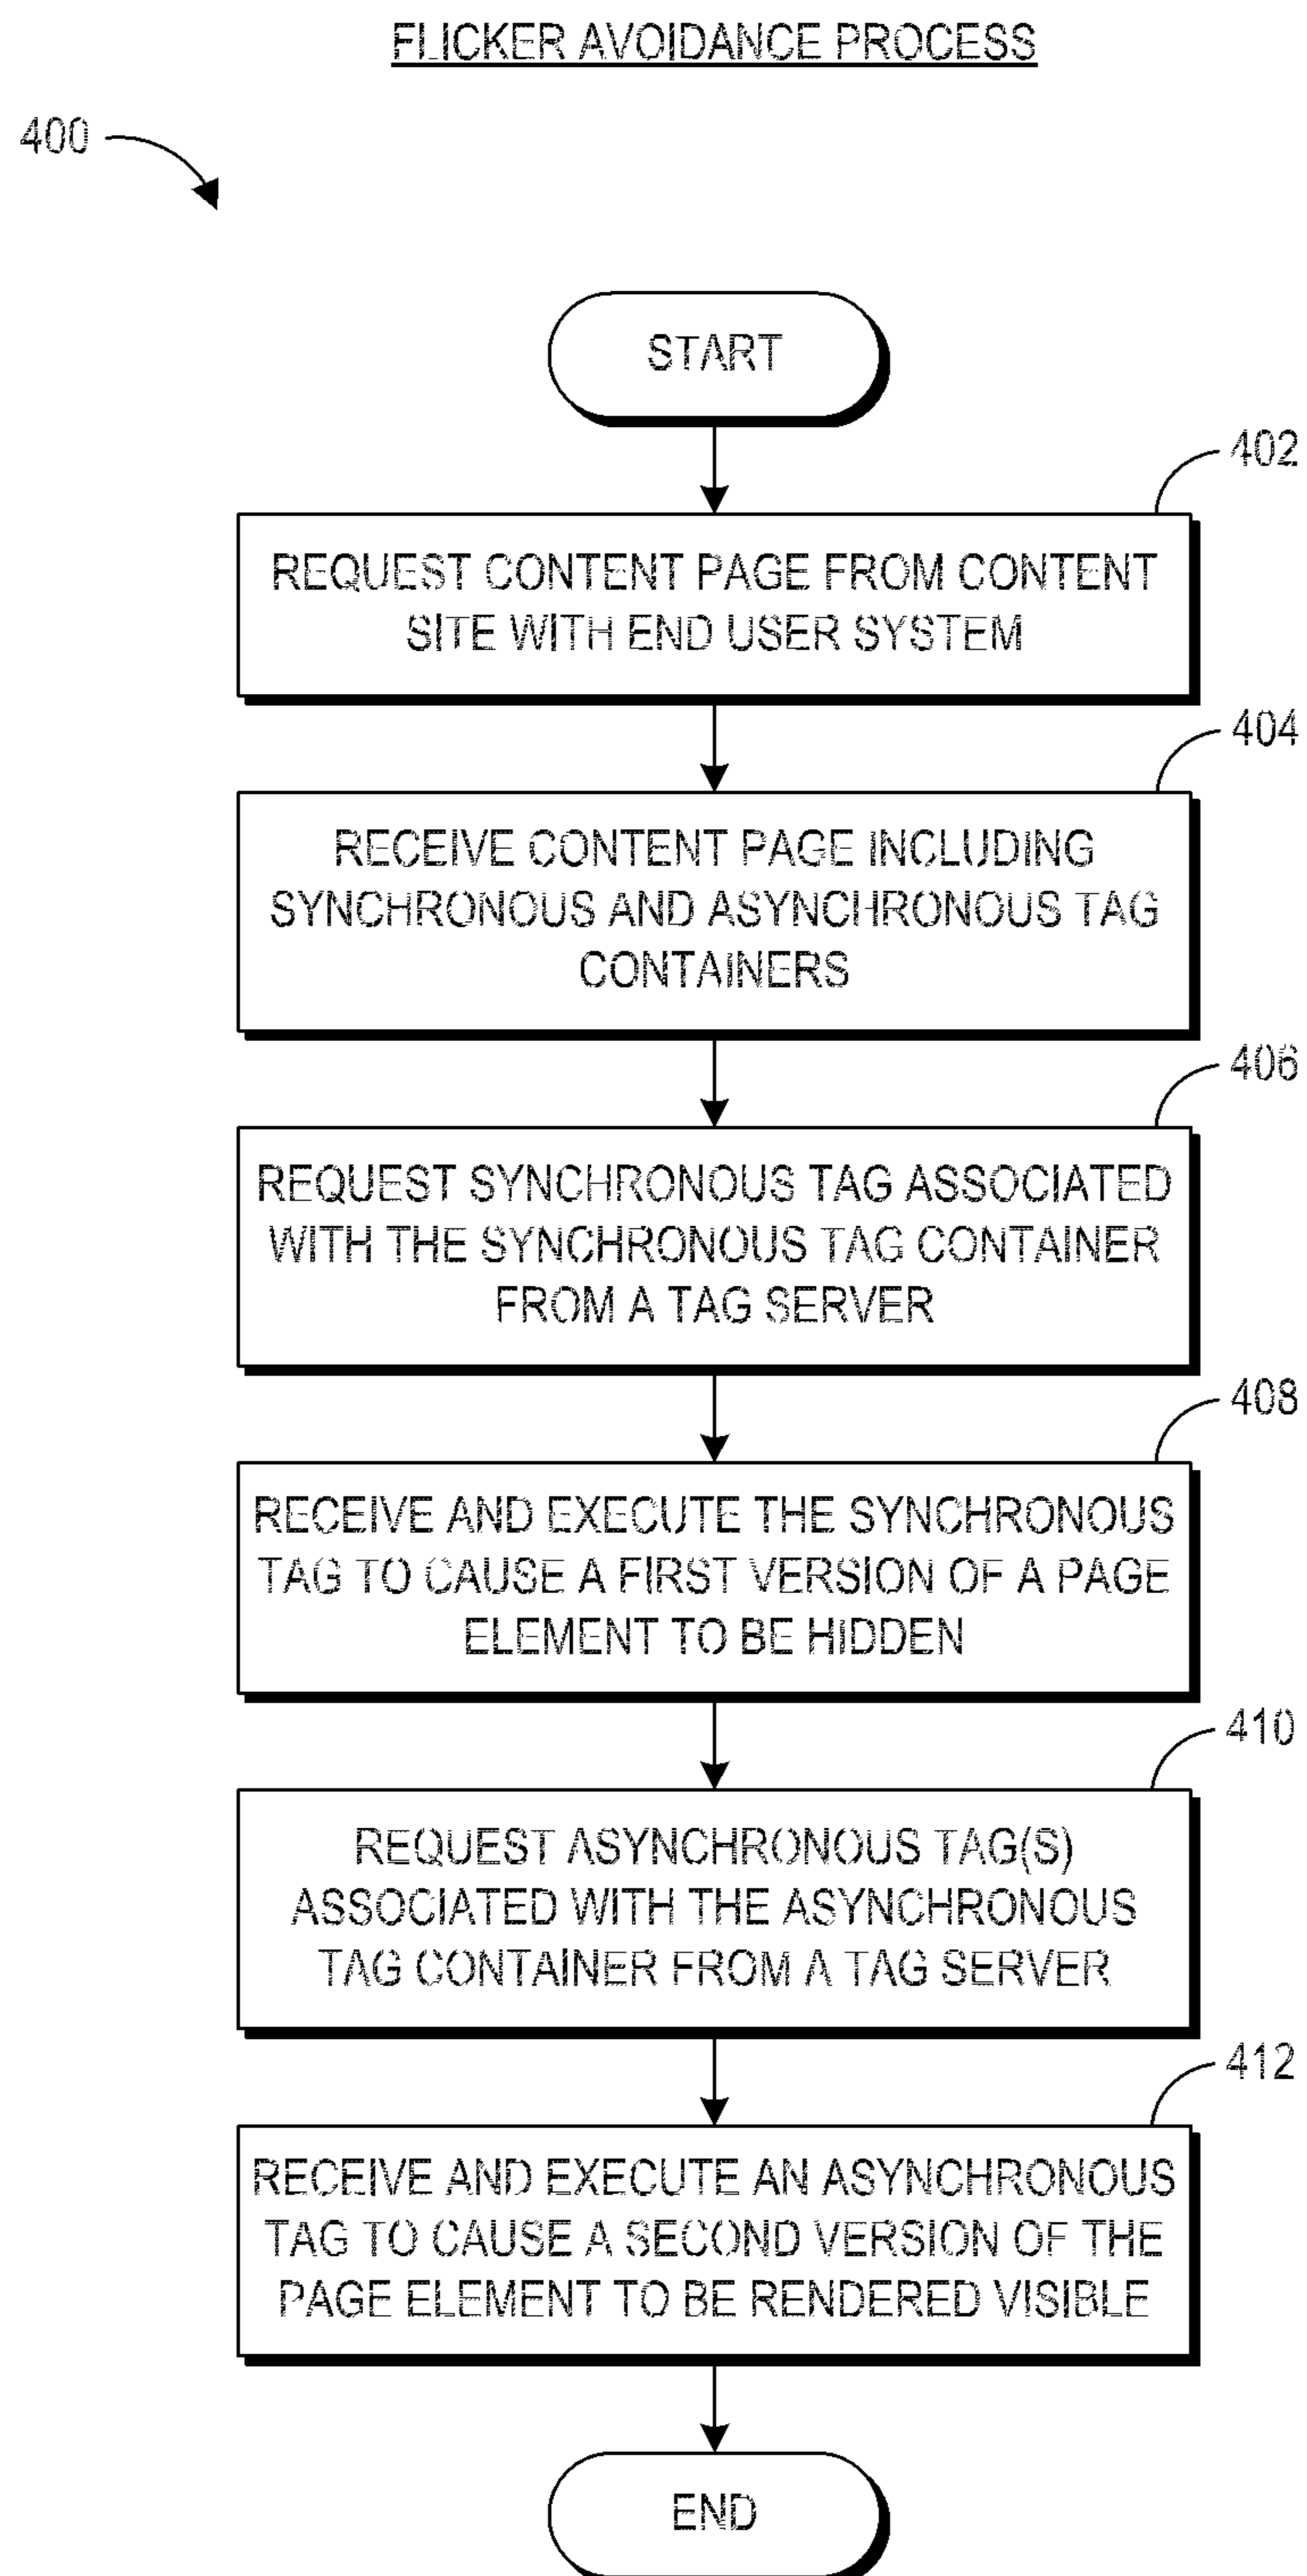 FLICKER AVOIDANCE PROCESS
400
START
402
REQUEST CONTENT PAGE FROM CONTENT
SITE WITH END USER SYSTEM
404
RECEIVE CONTENT PAGE INCLUDING
SYNCHRONOUS AND ASYNCHRONOUS TAG
CONTAINERS
406
REQUEST SYNCHRONOUS TAG ASSOCIATED
WITH THE SYNCHRONOUS TAG CONTAINER
FROM A TAG SERVER
408
RECEIVE AND EXECUTE THE SYNCHRONOUS
TAG TO CAUSE A FIRST VERSION OF A PAGE
ELEMENT TO BE HIDDEN
410
REQUEST ASYNCHRONOUS TAG(S)
ASSOCIATED WITH THE ASYNCHRONOUS
TAG CONTAINER FROM A TAG SERVER
412
RECEIVE AND EXECUTE AN ASYNCHRONOUS
TAG TO CAUSE A SECOND VERSION OF THE
PAGE ELEMENT TO BE RENDERED VISIBLE
END